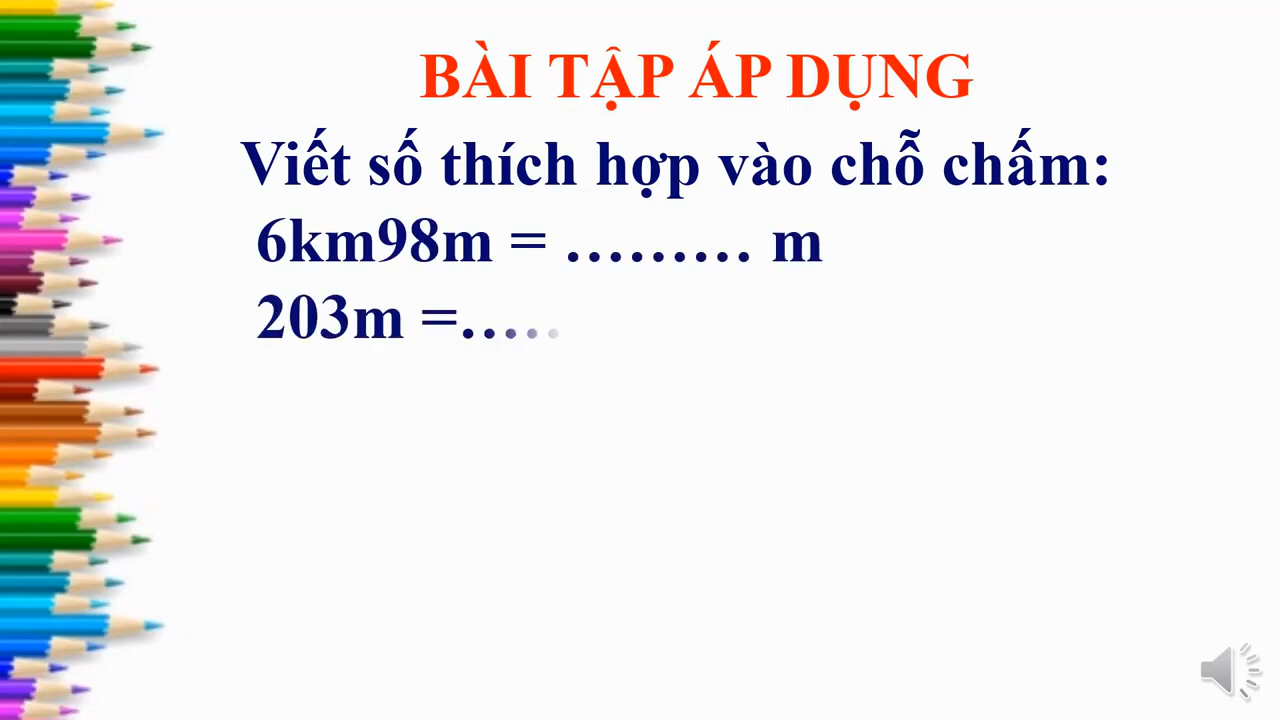 BÀI TẬP ÁP DỤNG
Viết số thích hợp vào chỗ chấm:
6km98m = ……… m
203m =…..